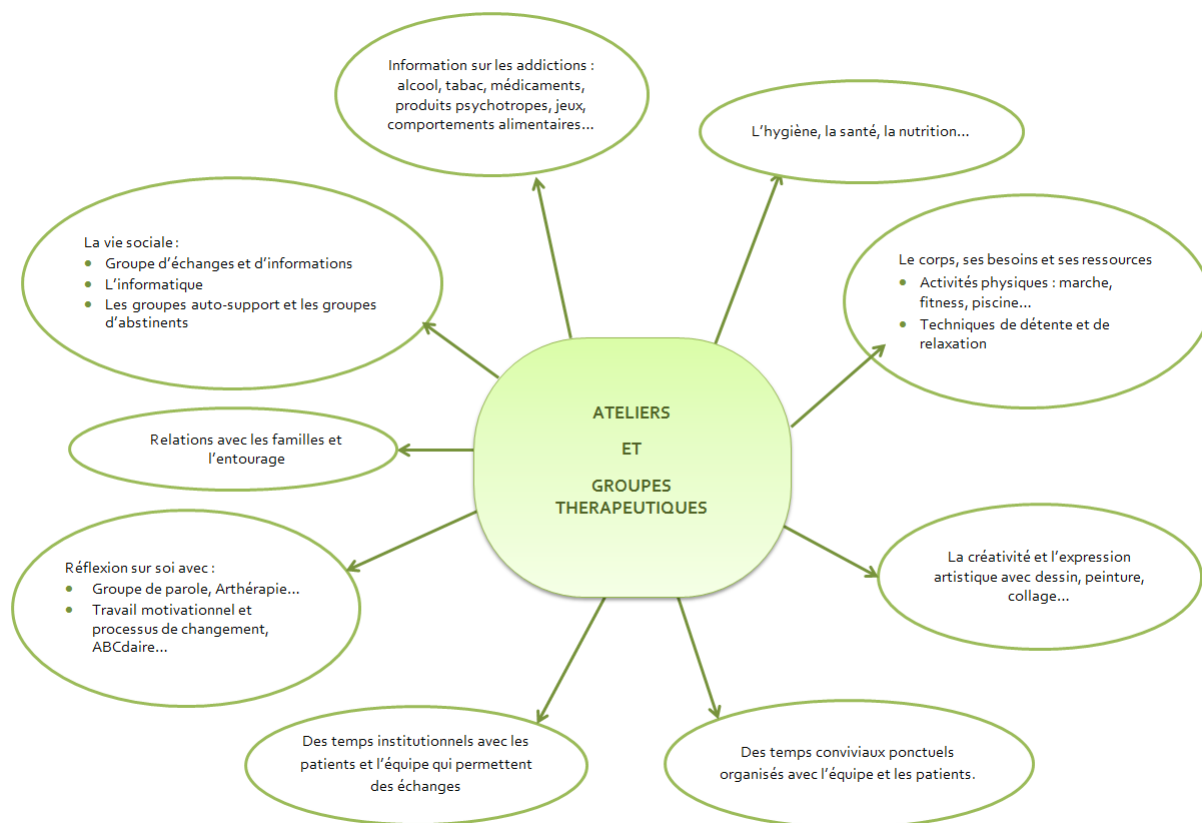 Information sur les addictions :
alcool, tabac, médicaments,
produits psychotropes, jeux,
comportements alimentaires...
L'hygiène, la santé, la nutrition...
La vie sociale :
• Groupe d'échanges et d'informations
• L'informatique
• Les groupes auto-support et les groupes
d'abstinents
Le corps, ses besoins et ses ressources
• Activités physiques : marche,
fitness, piscine...
• Techniques de détente et de
relaxation
ATELIERS
ET
GROUPES
THERAPEUTIQUES
Relations avec les familles et
l'entourage
Réflexion sur soi avec :
• Groupe de parole, Arthérapie...
• Travail motivationnel et
processus de changement,
ABCdaire...
La créativité et l'expression
artistique avec dessin, peinture,
collage...
Des temps institutionnels avec les
patients et l'équipe qui permettent
des échanges
Des temps conviviaux ponctuels
organisés avec l'équipe et les patients.